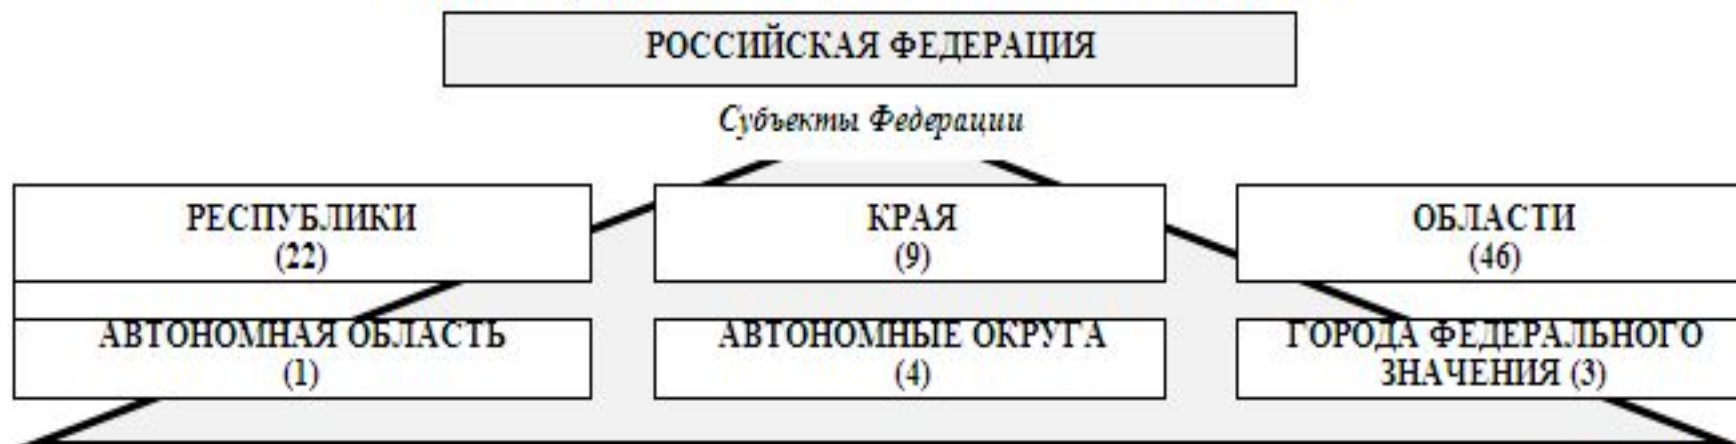 РОССИЙСКАЯ ФЕДЕРАЦИЯ
Субъекты Федерации
РЕСПУБЛИКИ
(22)
КРАЯ
(9)
ОБЛАСТИ
(46)
АВТОНОМНАЯ ОБЛАСТЬ
(1)
АВТОНОМНЫЕ ОКРУГА
(4)
ГОРОДА ФЕДЕРАЛЬНОГО
ЗНАЧЕНИЯ (3)